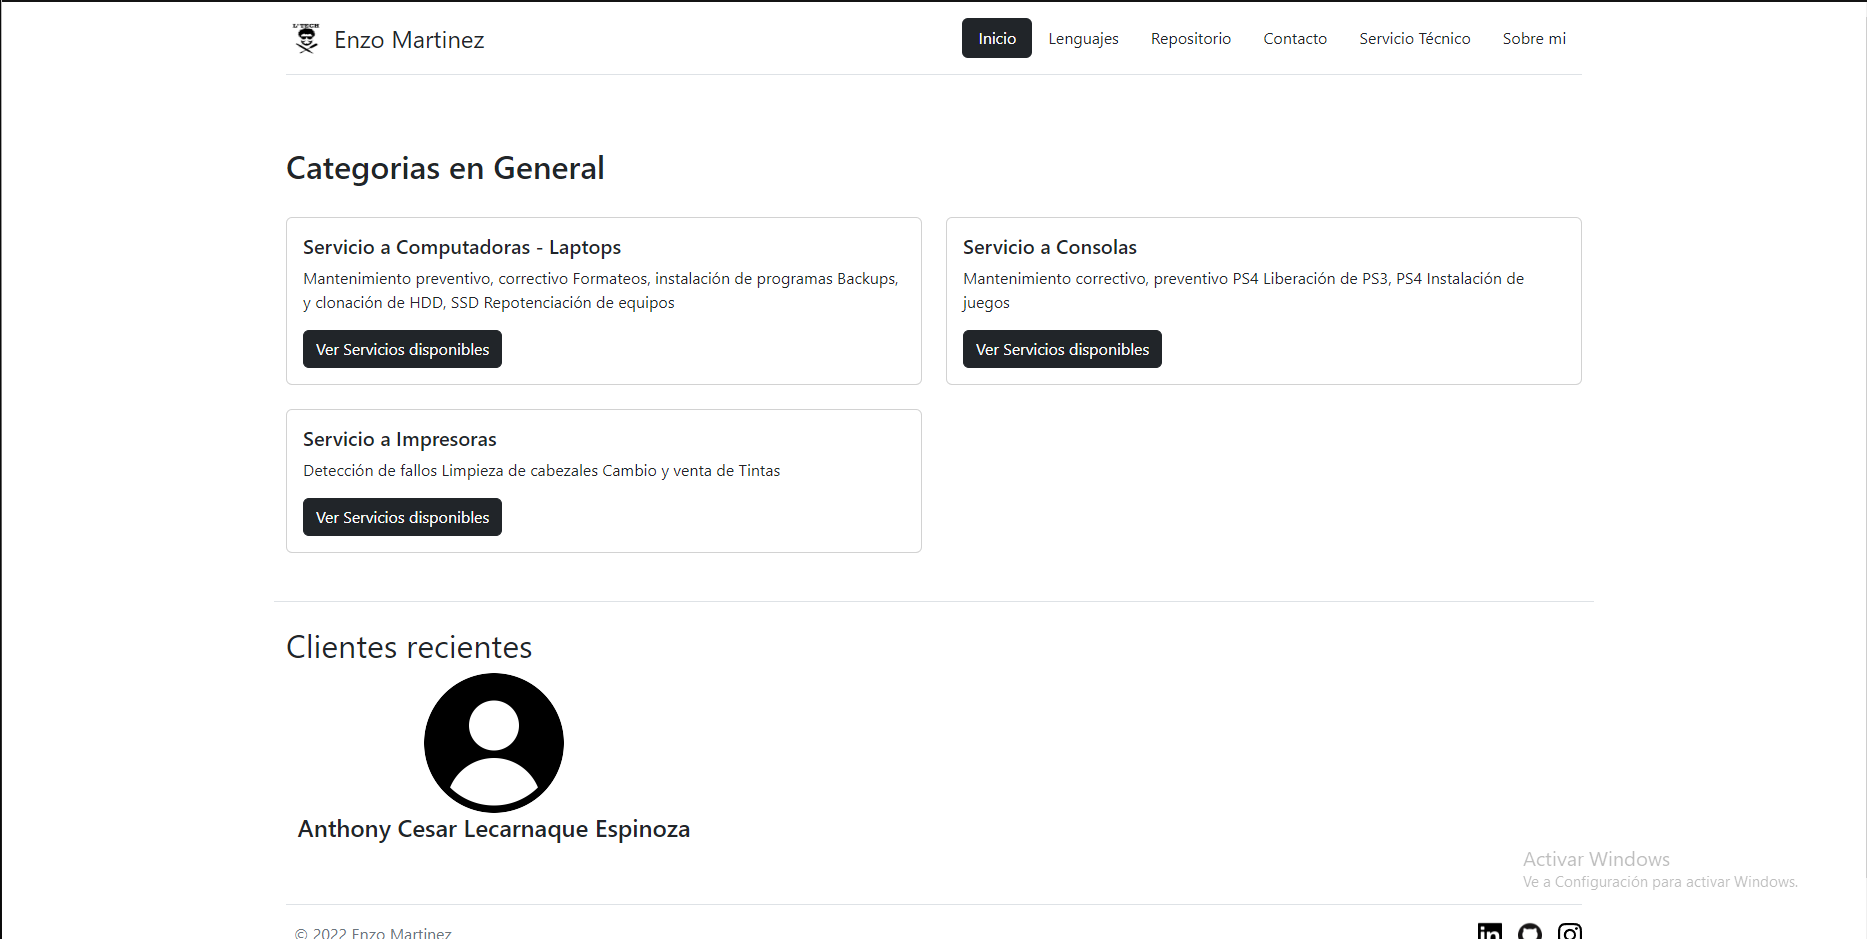 L'TECH
Enzo Martinez
Inicio
Lenguajes
Repositorio
Contacto
Servicio Técnico
Sobre mi
Categorias en General
Servicio a Computadoras - Laptops
Mantenimiento preventivo, correctivo Formateos, instalación de programas Backups,
y clonación de HDD, SSD Repotenciación de equipos
Ver Servicios disponibles
Servicio a Consolas
Mantenimiento correctivo, preventivo PS4 Liberación de PS3, PS4 Instalación de
juegos
Ver Servicios disponibles
Servicio a Impresoras
Detección de fallos Limpieza de cabezales Cambio y venta de Tintas
Ver Servicios disponibles
Clientes recientes
Anthony Cesar Lecarnaque Espinoza
Activar Windows
Ve a Configuración para activar Windows.
© 2022 Enzo Martinez
in